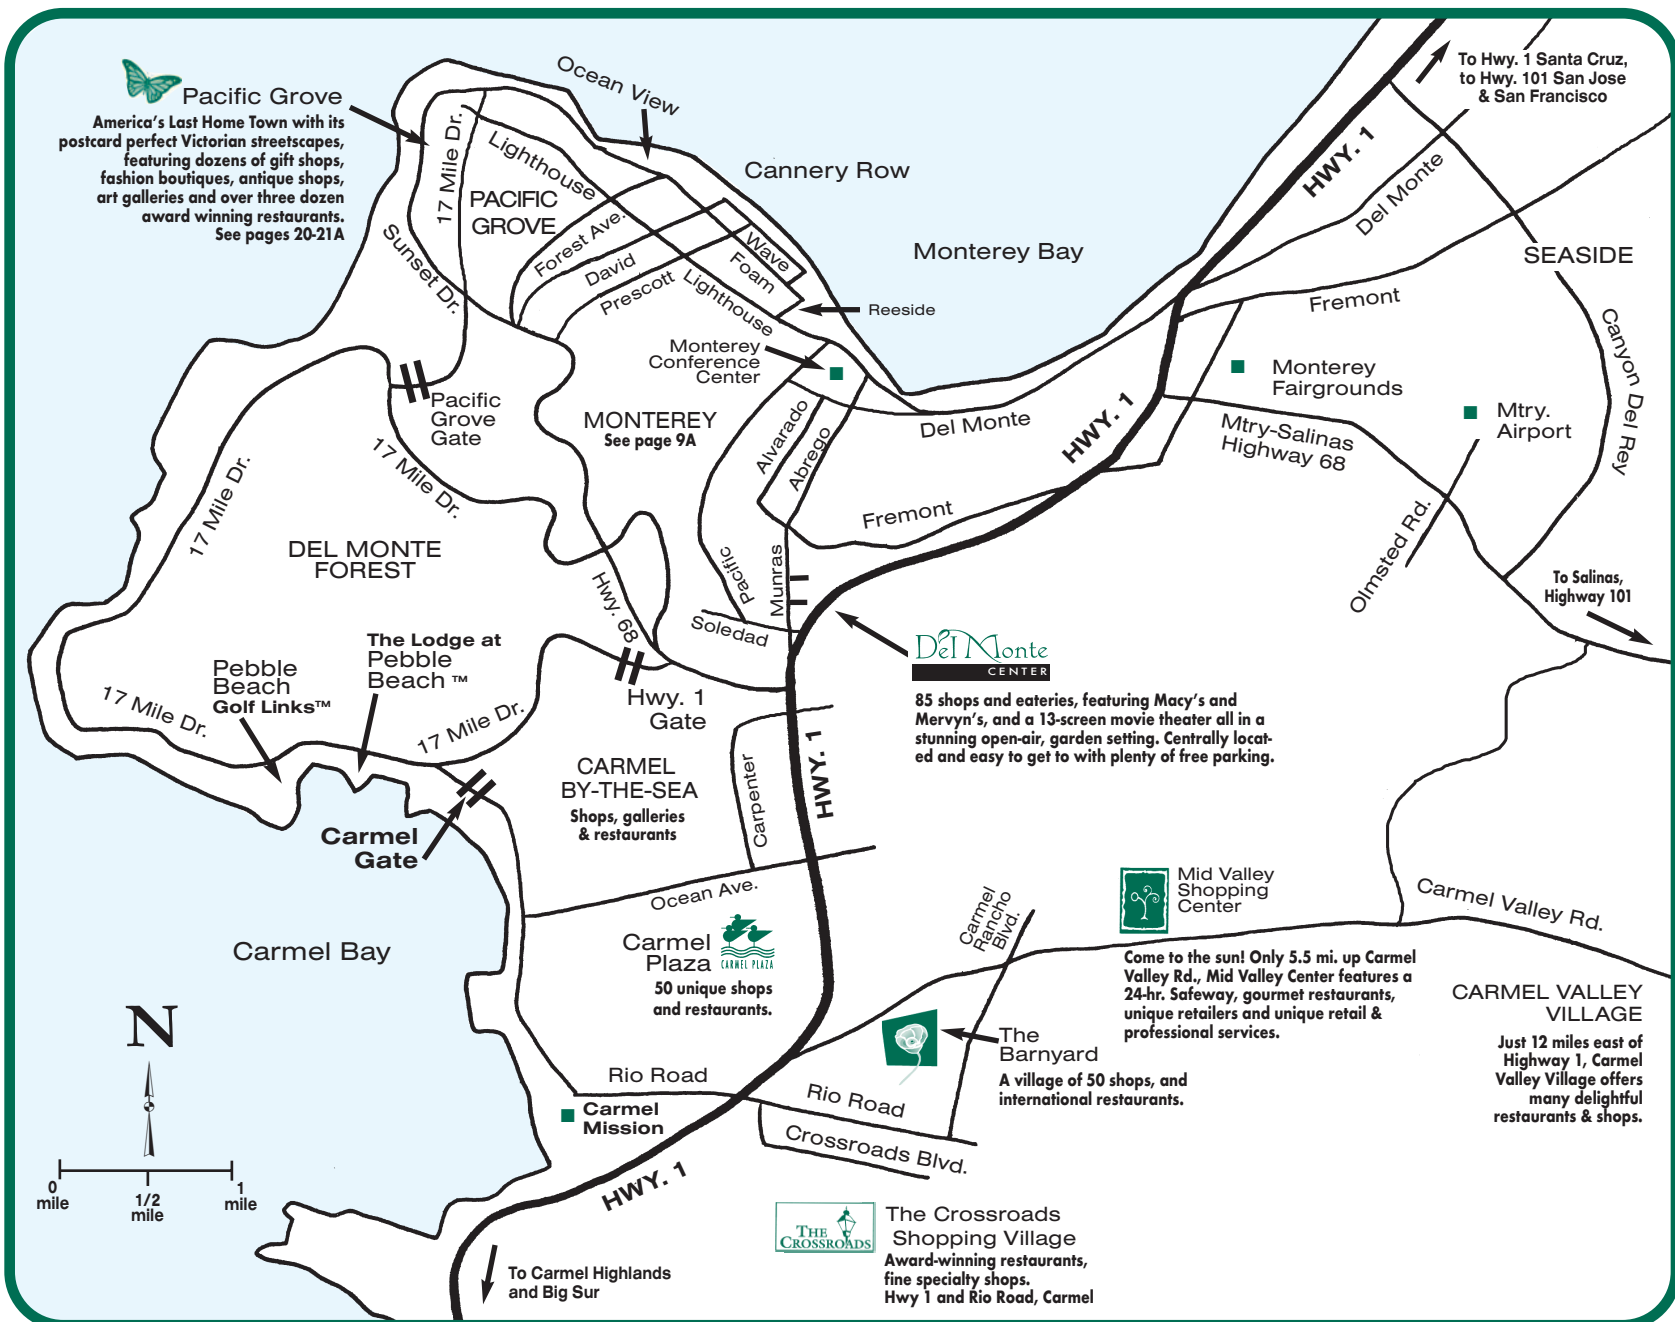 Pacific Grove
America's Last Home Town with its
postcard perfect Victorian streetscapes,
featuring dozens of gift shops,
fashion boutiques, antique shops,
art galleries and over three dozen
award winning restaurants.
See pages 20-21A
Ocean View
Cannery Row
Monterey Bay
To Hwy. 1 Santa Cruz,
to Hwy. 101 San Jose
& San Francisco
HWY. 1
Del Monte
SEASIDE
Fremont
Canyon Del Rey
17 Mile Dr.
Lighthouse
PACIFIC
GROVE
Sunset Dr.
Forest Ave.
David
Prescott
Wave
Foam
Lighthouse
Reeside
Monterey
Conference
Center
Monterey
Fairgrounds
Mtry.
Airport
Mtry-Salinas
Highway 68
Olmsted Rd.
To Salinas,
Highway 101
Pacific
Grove
Gate
MONTEREY
See page 9A
Alvarado
Abrego
Del Monte
HWY. 1
Fremont
Pacific
Munras
Soledad
17 Mile Dr.
17 Mile Dr.
DEL MONTE
FOREST
Hwy. 68
The Lodge at
Pebble
Beach ™
Pebble
Beach
Golf Links™
17 Mile Dr.
17 Mile Dr.
Hwy. 1
Gate
Del Monte
CENTER
85 shops and eateries, featuring Macy's and
Mervyn's, and a 13-screen movie theater all in a
stunning open-air, garden setting. Centrally locat-
ed and easy to get to with plenty of free parking.
CARMEL
BY-THE-SEA
Shops, galleries
& restaurants
Carpenter
HWY. 1
Carmel
Gate
Ocean Ave.
Carmel
Plaza
CARMEL PLAZA
50 unique shops
and restaurants.
Carmel Bay
Carmel
Rancho
Blvd.
Mid Valley
Shopping
Center
Come to the sun! Only 5.5 mi. up Carmel
Valley Rd., Mid Valley Center features a
24-hr. Safeway, gourmet restaurants,
unique retailers and unique retail &
professional services.
Carmel Valley Rd.
CARMEL VALLEY
VILLAGE
Just 12 miles east of
Highway 1, Carmel
Valley Village offers
many delightful
restaurants & shops.
The
Barnyard
A village of 50 shops, and
international restaurants.
Rio Road
Rio Road
Crossroads Blvd.
Carmel
Mission
HWY. 1
N
0
mile
1/2
mile
1
mile
THE
CROSSROADS
The Crossroads
Shopping Village
Award-winning restaurants,
fine specialty shops.
Hwy 1 and Rio Road, Carmel
To Carmel Highlands
and Big Sur